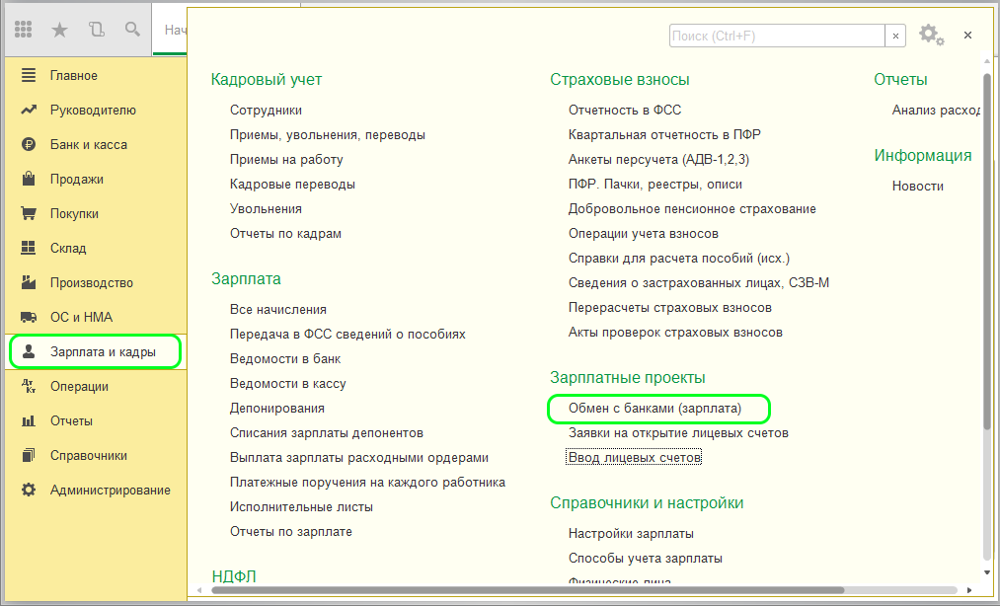 Нач
Поиск (Ctrl+F)
Главное
Руководителю
Банк и касса
Продажи
Покупки
Склад
Производство
ОС и НМА
Зарплата и кадры
Операции
Отчеты
Справочники
Администрирование
Кадровый учет
Сотрудники
Приемы, увольнения, переводы
Приемы на работу
Кадровые переводы
Увольнения
Отчеты по кадрам
Зарплата
Все начисления
Передача в ФСС сведений о пособиях
Ведомости в банк
Ведомости в кассу
Депонирования
Списания зарплаты депонентов
Выплата зарплаты расходными ордерами
Платежные поручения на каждого работника
Исполнительные листы
Отчеты по зарплате
НДФЛ
Страховые взносы
Отчетность в ФСС
Квартальная отчетность в ПФР
Анкеты персучета (АДВ-1,2,3)
ПФР. Пачки, реестры, описи
Добровольное пенсионное страхование
Операции учета взносов
Справки для расчета пособий (исх.)
Сведения о застрахованных лицах, СЗВ-М
Перерасчеты страховых взносов
Акты проверок страховых взносов
Зарплатные проекты
Обмен с банками (зарплата)
Заявки на открытие лицевых счетов
Ввод лицевых счетов
Справочники и настройки
Настройки зарплаты
Способы учета зарплаты
Физические лица
Отчеты
Анализ расход
Информация
Новости